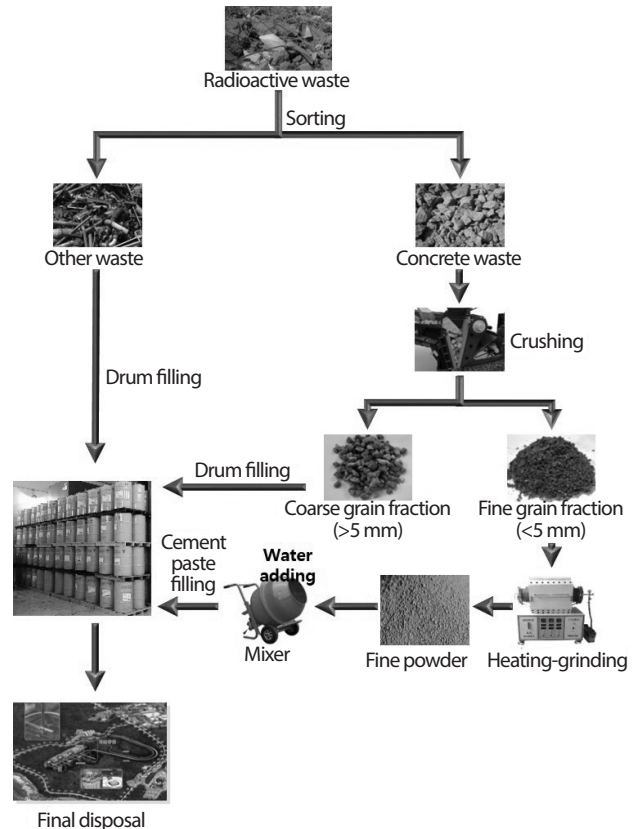 Radioactive waste
Sorting
Other waste
Concrete waste
Crushing
Drum filling
Drum filling
Coarse grain fraction
(>5 mm)
Fine grain fraction
(<5 mm)
Cement
paste
filling
Water
adding
Mixer
Fine powder
Heating-grinding
Final disposal